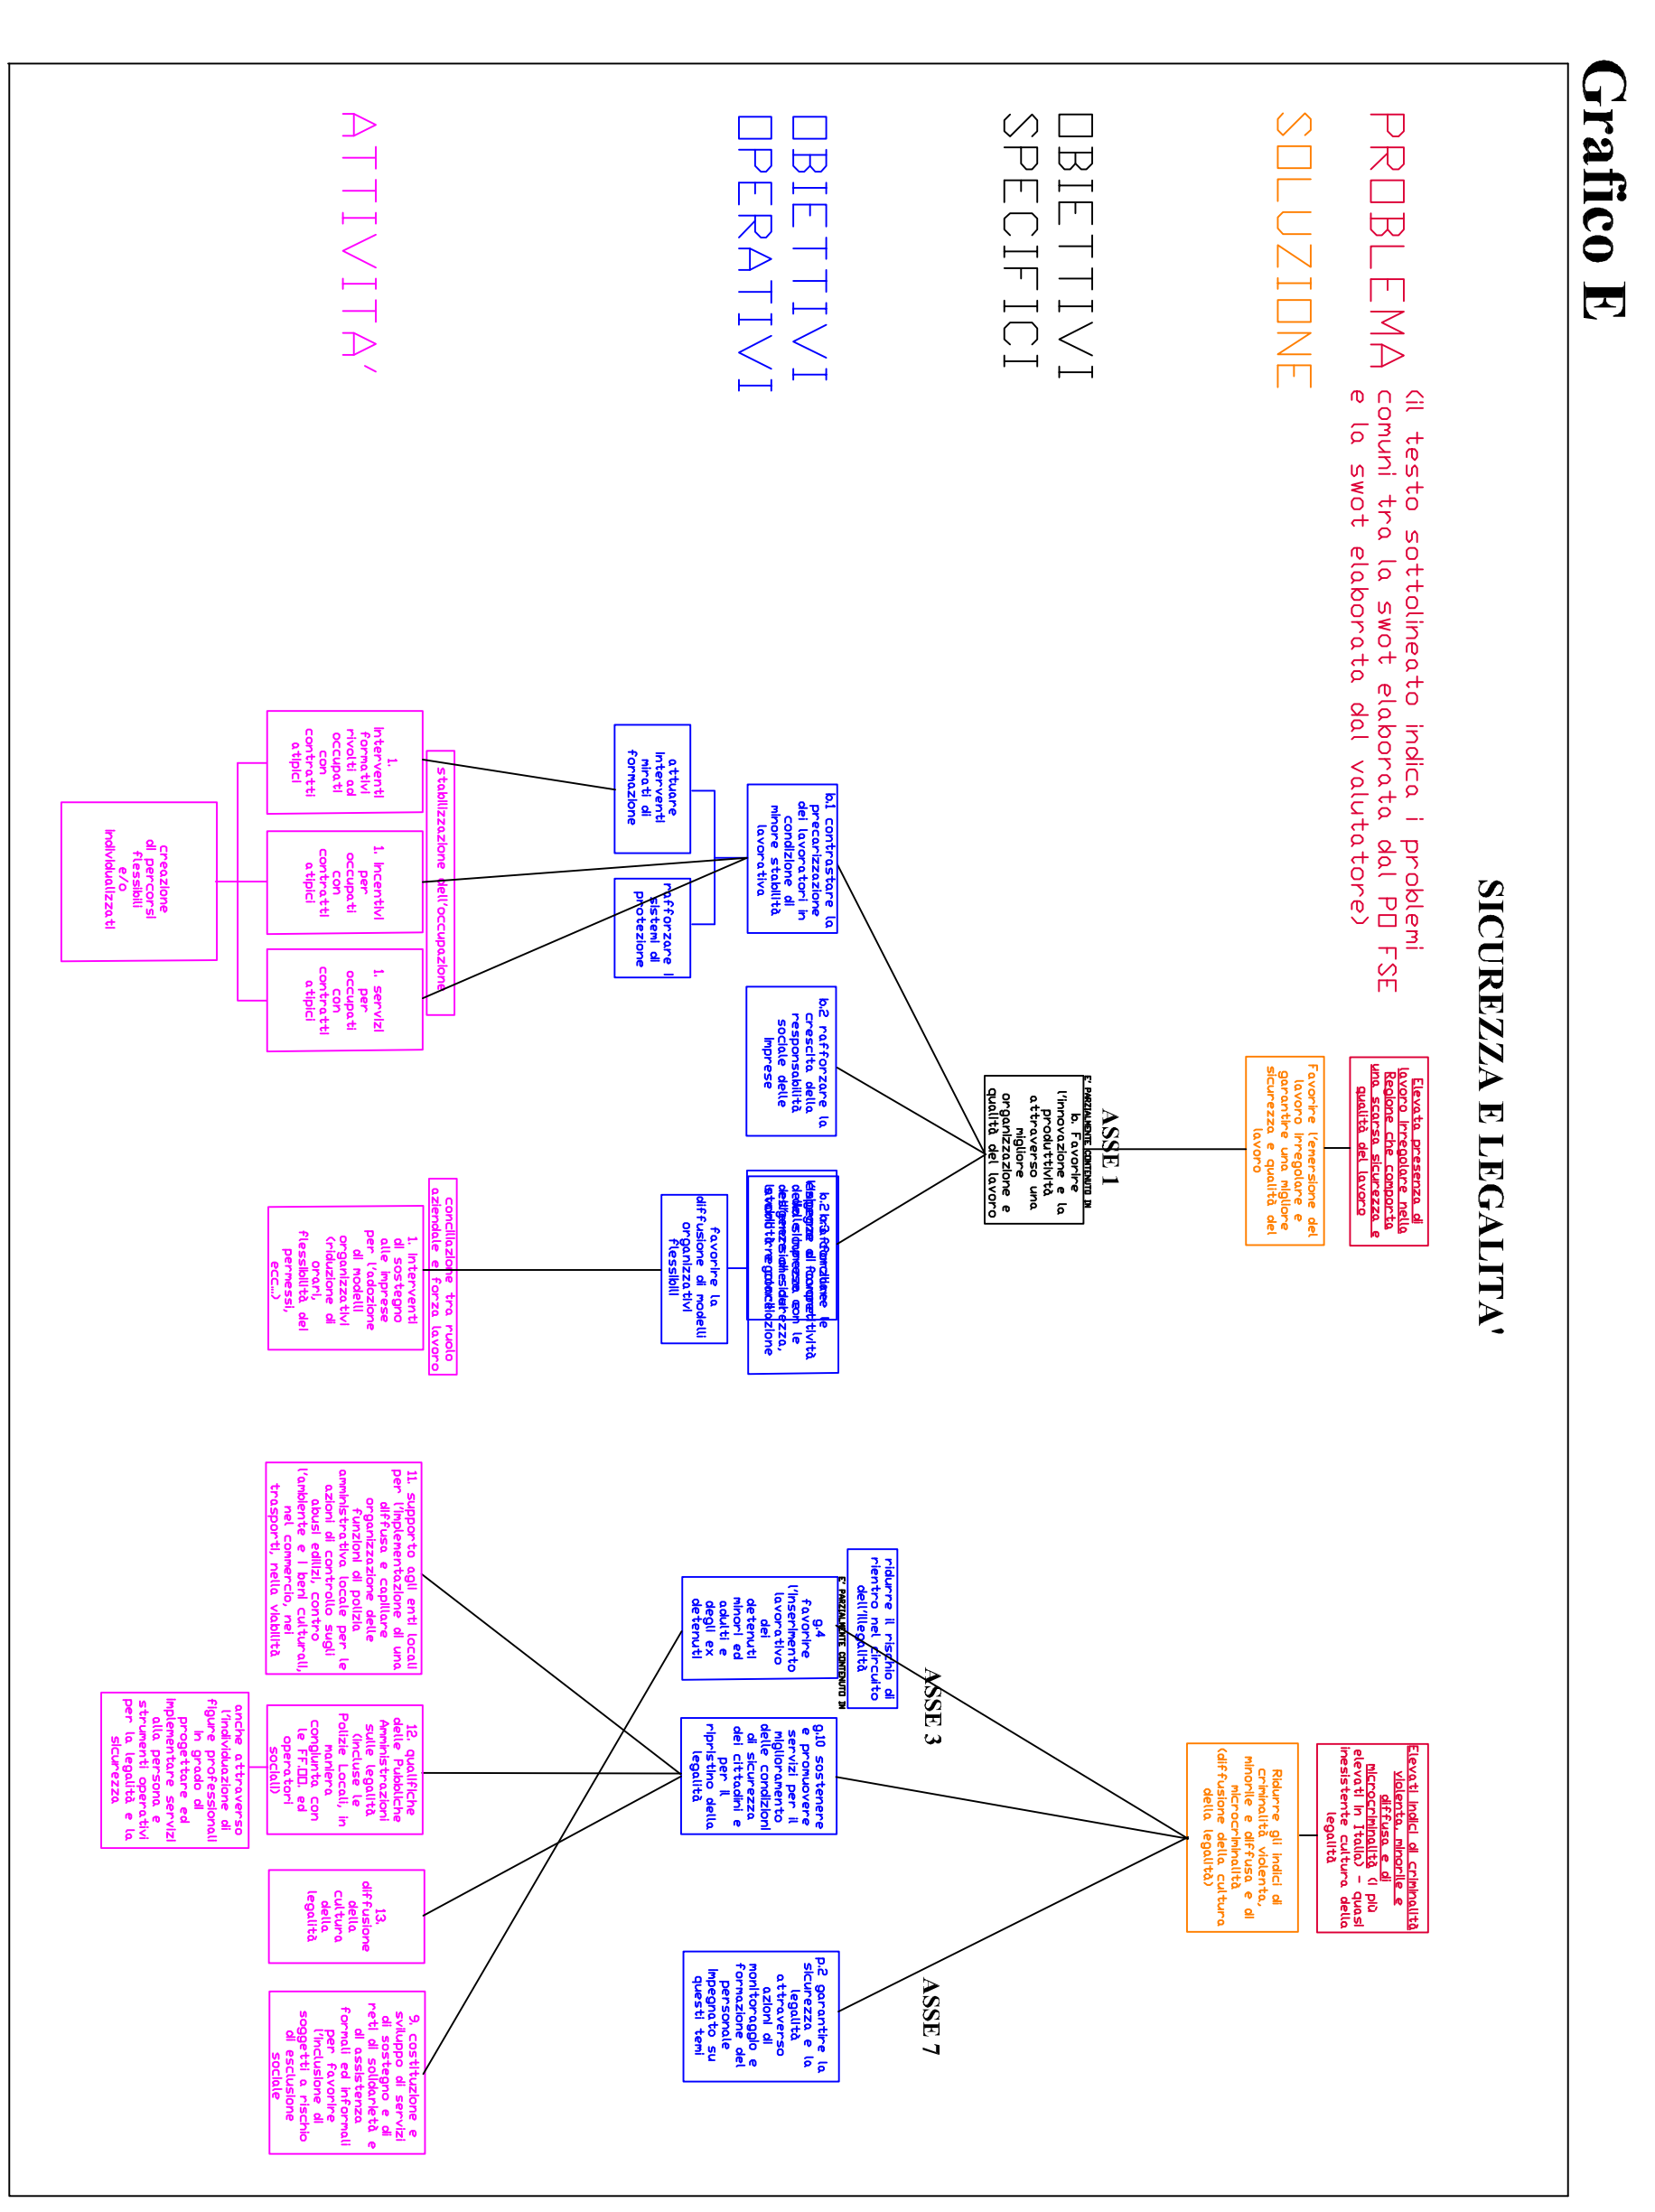 Grafico E
SICUREZZA E LEGALITA'
PROBLEMA
(il testo sottolineato indica i problemi
comuni tra la swot elaborata dal PO FSE
e la swot elaborata dal valutatore)
Elevata presenza di
lavoro irregolare nella
Regione che comporta
una scarsa sicurezza e
qualità del lavoro
Elevati indici di criminalità
violenta, minorile e
diffusa e di
microcriminalità (i più
elevati in Italia) - quasi
inesistente cultura della
legalità
SOLUZIONE
Favorire l'emersione del
lavoro irregolare e
garantire una migliore
sicurezza e qualità del
lavoro
Ridurre gli indici di
criminalità violenta,
minorile e diffusa e di
microcriminalità
(diffusione della cultura
della legalità)
OBIETTIVI
SPECIFICI
ASSE 1
E' PARZIALMENTE CONTENUTO IN
b. Favorire
l'innovazione e la
produttività
attraverso una
migliore
organizzazione e
qualità del lavoro
ASSE 3
ASSE 7
OBIETTIVI
OPERATIVI
b.1 contrastare la
precarizzazione
dei lavoratori in
condizione di
minore stabilità
lavorativa
attuare
interventi
mirati di
formazione
rafforzare i
sistemi di
protezione
b.2 rafforzare la
crescita della
responsabilità
sociale delle
imprese
favorire la
diffusione di modelli
organizzativi
flessibili
ridurre il rischio di
rientro nel circuito
dell'illegalità
E' PARZIALMENTE CONTENUTO IN
g.4
favorire
l'inserimento
lavorativo
dei
detenuti
minori ed
adulti e
degli ex
detenuti
g.10 sostenere
e promuovere
servizi per il
miglioramento
delle condizioni
di sicurezza
dei cittadini e
per il
ripristino della
legalità
p.2 garantire la
sicurezza e la
legalità
attraverso
azioni di
monitoraggio e
formazione del
personale
impegnato su
questi temi
ATTIVITA'
stabilizzazione dell'occupazione
1.
interventi
formativi
rivolti ad
occupati
con
contratti
atipici
1. incentivi
per
occupati
con
contratti
atipici
1. servizi
per
occupati
con
contratti
atipici
creazione
di percorsi
flessibili
e/o
individualizzati
conciliazione tra ruolo
aziendale e forza lavoro
1. interventi
di sostegno
alle imprese
per l'adozione
di modelli
organizzativi
(riduzione di
orari,
flessibilità dei
permessi,
ecc...)
11. supporto agli enti locali
per l'implementazione di una
diffusa e capillare
organizzazione delle
funzioni di polizia
amministrativa locale per le
azioni di controllo sugli
abusi edilizi, contro
l'ambiente e i beni culturali,
nel commercio, nei
trasporti, nella viabilità
12. qualifiche
delle Pubbliche
Amministrazioni
sulle legalità
(incluse le
Polizie Locali, in
maniera
congiunta con
le FF.OO. ed
operatori
sociali)
anche attraverso
l'individuazione di
figure professionali
in grado di
progettare ed
implementare servizi
alla persona e
strumenti operativi
per la legalità e la
sicurezza
13.
diffusione
della
cultura
della
legalità
9. costituzione e
sviluppo di servizi
di sostegno e di
reti di solidarietà e
di assistenza
formali ed informali
per favorire
l'inclusione di
soggetti a rischio
di esclusione
sociale